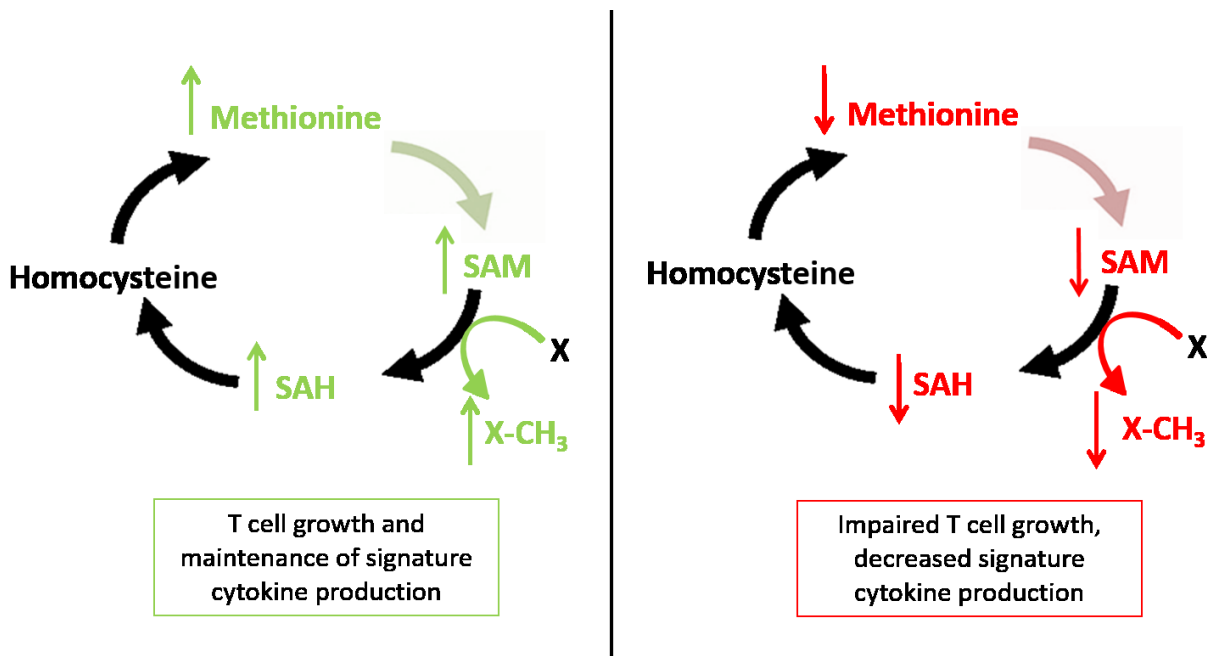 Methionine
SAM
Homocysteine
X
SAH
X-CH₃
T cell growth and
maintenance of signature
cytokine production
Methionine
SAM
Homocysteine
X
SAH
X-CH₃
Impaired T cell growth,
decreased signature
cytokine production